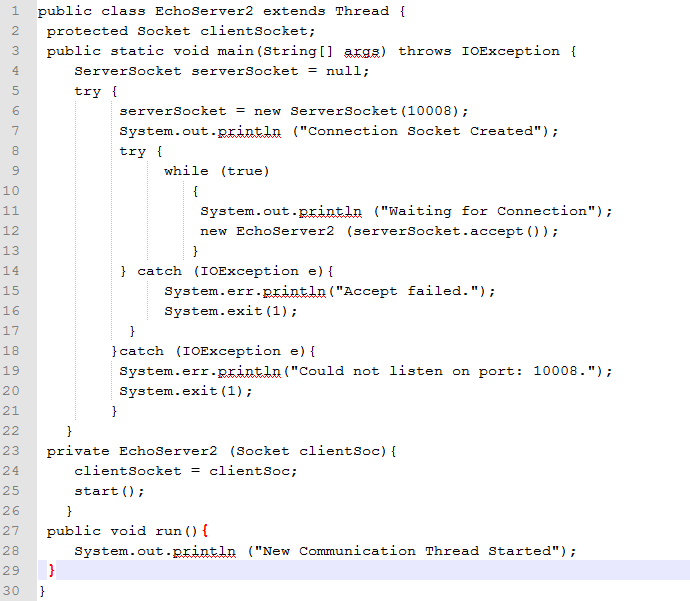 1 public class EchoServer2 extends Thread {
2 protected Socket clientSocket;
3 public static void main(String[] args) throws IOException {
4 ServerSocket serverSocket = null;
5 try {
6 serverSocket = new ServerSocket(10008);
7 System.out.println ("Connection Socket Created");
8 try {
9 while (true)
10 {
11 System.out.println ("Waiting for Connection");
12 new EchoServer2 (serverSocket.accept());
13 }
14 } catch (IOException e){
15 System.err.println("Accept failed.");
16 System.exit(1);
17 }
18 }catch (IOException e){
19 System.err.println("Could not listen on port: 10008.");
20 System.exit(1);
21 }
22 }
23 private EchoServer2 (Socket clientSoc){
24 clientSocket = clientSoc;
25 start();
26 }
27 public void run(){
28 System.out.println ("New Communication Thread Started");
29 }
30 }